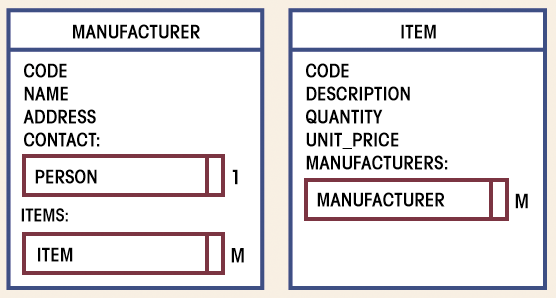 MANUFACTURER
CODE
NAME
ADDRESS
CONTACT:
PERSON 1
ITEMS:
ITEM M
ITEM
CODE
DESCRIPTION
QUANTITY
UNIT_PRICE
MANUFACTURERS:
MANUFACTURER M